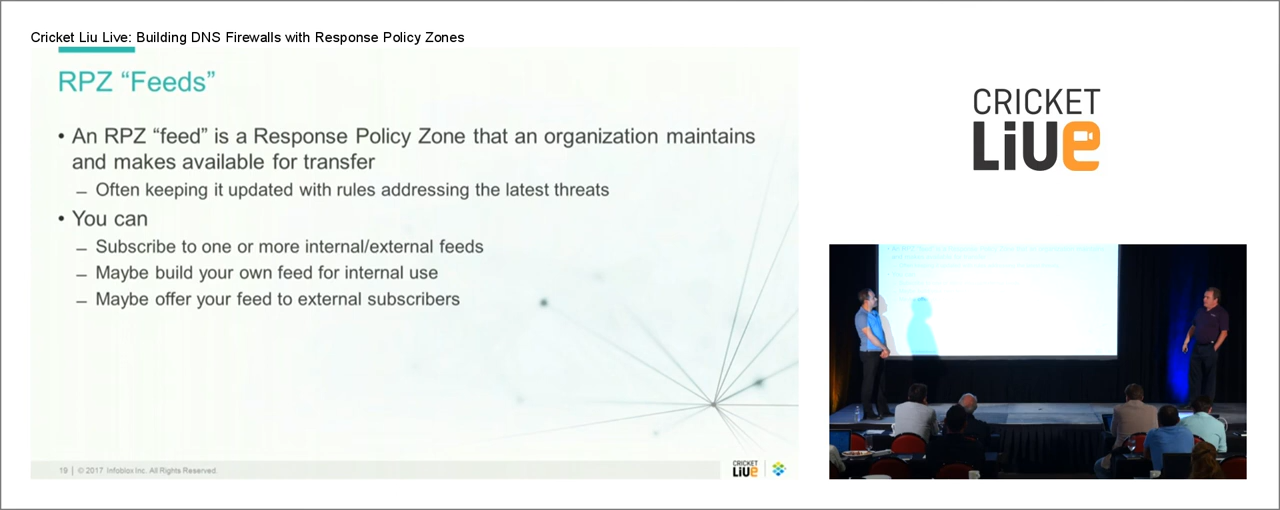 Cricket Liu Live: Building DNS Firewalls with Response Policy Zones
RPZ “Feeds”
• An RPZ “feed” is a Response Policy Zone that an organization maintains
and makes available for transfer
– Often keeping it updated with rules addressing the latest threats
• You can
– Subscribe to one or more internal/external feeds
– Maybe build your own feed for internal use
– Maybe offer your feed to external subscribers
19 | © 2017 Infoblox Inc. All Rights Reserved.
CRICKET
LiUe
CRICKET
LiUe